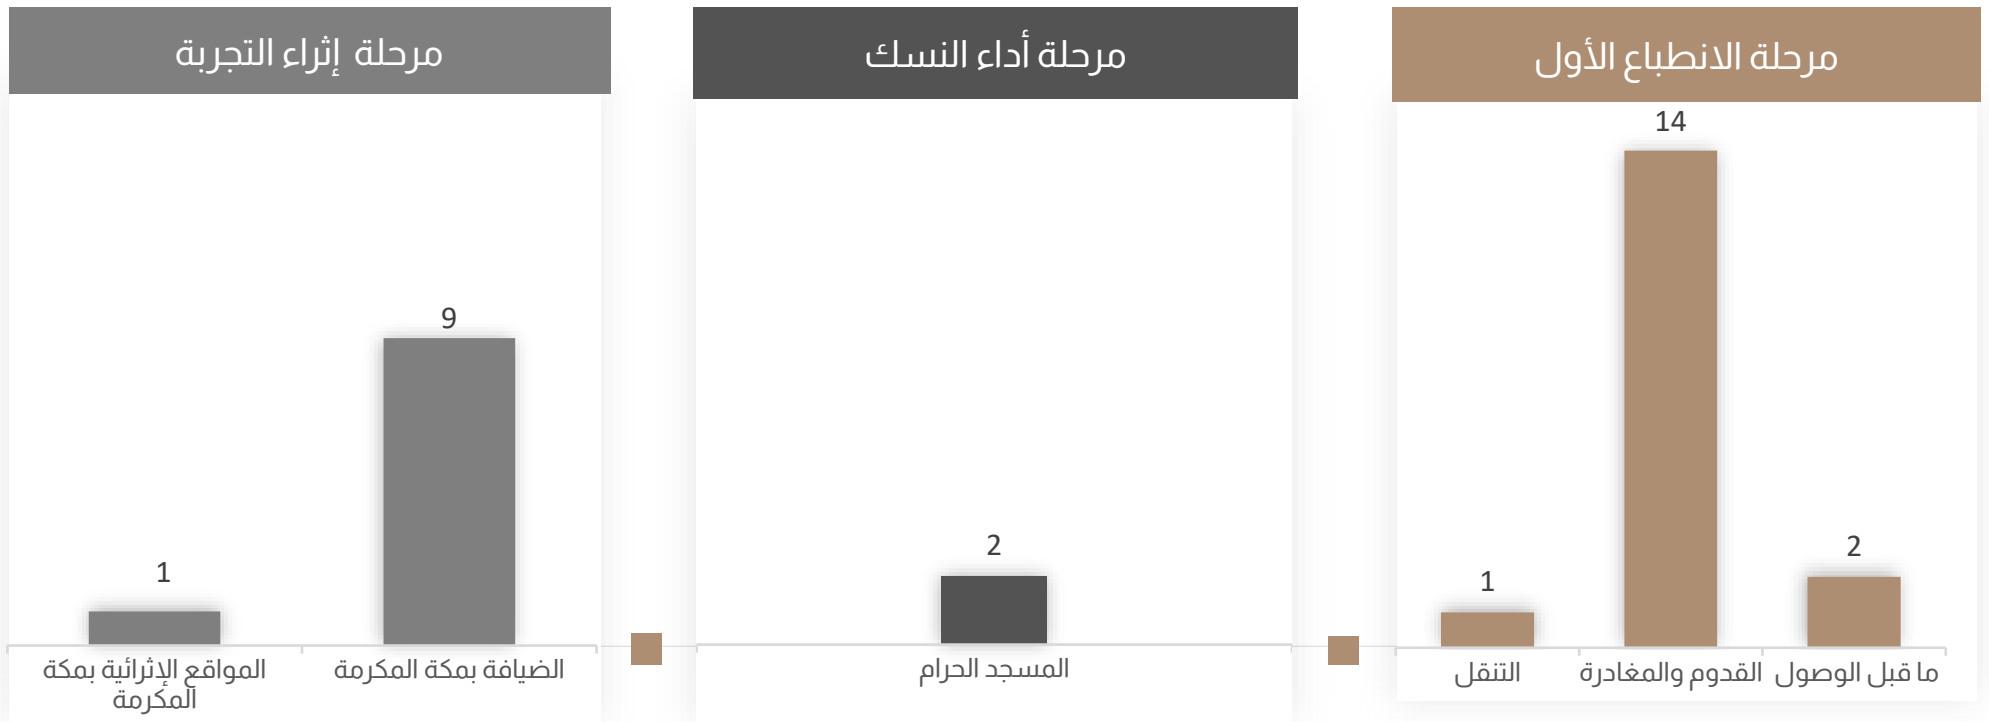 مرحلة الانطباع الأول
14
2
1
ما قبل الوصول
القدوم والمغادرة
التنقل
مرحلة أداء النسك
2
المسجد الحرام
مرحلة إثراء التجربة
9
1
الضيافة بمكة المكرمة
المواقع الإثرائية بمكة
المكرمة